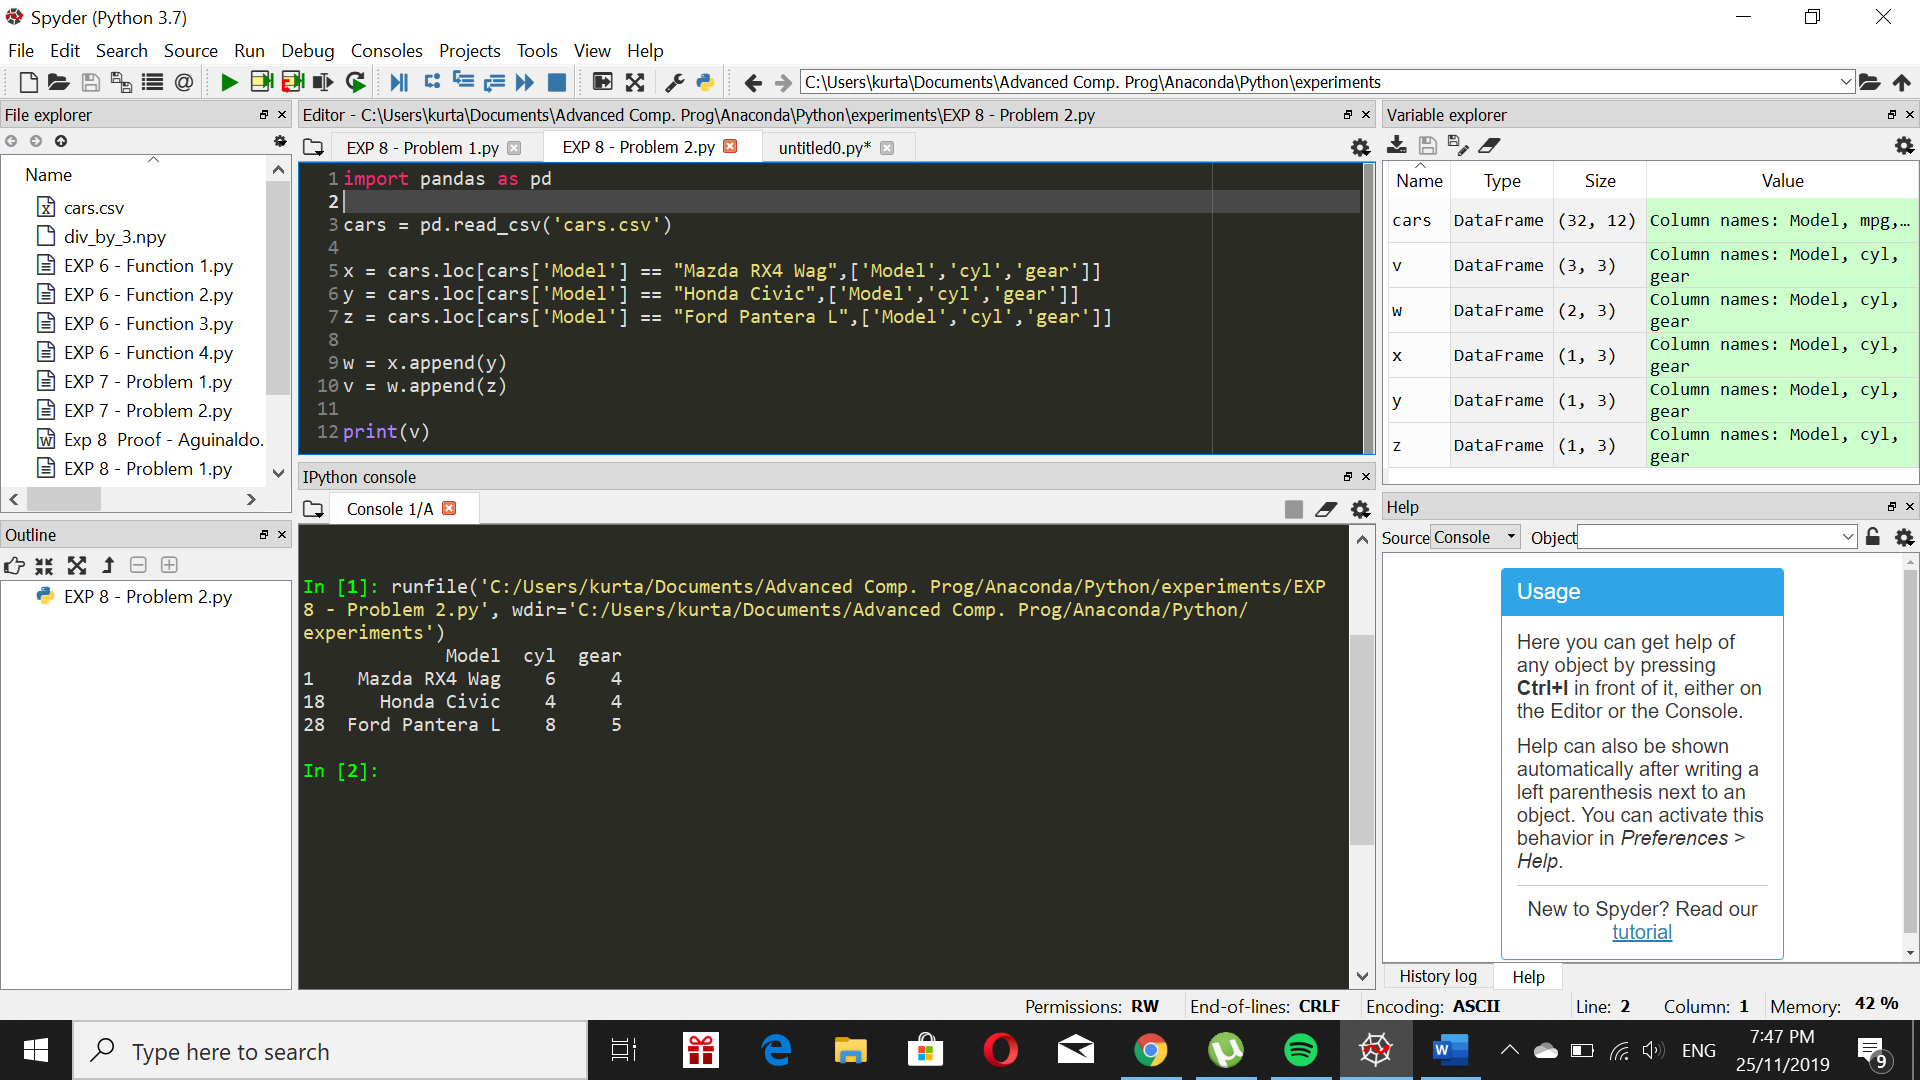 Spyder (Python 3.7)
File Edit Search Source Run Debug Consoles Projects Tools View Help
C:\Users\kurta\Documents\Advanced Comp. Prog\Anaconda\Python\experiments
File explorer
Name
cars.csv
div_by_3.npy
EXP 6 - Function 1.py
EXP 6 - Function 2.py
EXP 6 - Function 3.py
EXP 6 - Function 4.py
EXP 7 - Problem 1.py
EXP 7 - Problem 2.py
Exp 8 Proof - Aguinaldo.
EXP 8 - Problem 1.py
Outline
EXP 8 - Problem 2.py
Editor - C:\Users\kurta\Documents\Advanced Comp. Prog\Anaconda\Python\experiments\EXP 8 - Problem 2.py
EXP 8 - Problem 1.py EXP 8 - Problem 2.py untitled0.py*
1 import pandas as pd
2
3 cars = pd.read_csv('cars.csv')
4
5 x = cars.loc[cars['Model'] == "Mazda RX4 Wag",['Model','cyl','gear']]
6 y = cars.loc[cars['Model'] == "Honda Civic",['Model','cyl','gear']]
7 z = cars.loc[cars['Model'] == "Ford Pantera L",['Model','cyl','gear']]
8
9 w = x.append(y)
10 v = w.append(z)
11
12 print(v)
IPython console
Console 1/A
In [1]: runfile('C:/Users/kurta/Documents/Advanced Comp. Prog/Anaconda/Python/experiments/EXP
8 - Problem 2.py', wdir='C:/Users/kurta/Documents/Advanced Comp. Prog/Anaconda/Python/
experiments')
Model cyl gear
1 Mazda RX4 Wag 6 4
18 Honda Civic 4 4
28 Ford Pantera L 8 5
In [2]:
Variable explorer
Name Type Size Value
cars DataFrame (32, 12) Column names: Model, mpg,…
v DataFrame (3, 3) Column names: Model, cyl,
gear
w DataFrame (2, 3) Column names: Model, cyl,
gear
x DataFrame (1, 3) Column names: Model, cyl,
gear
y DataFrame (1, 3) Column names: Model, cyl,
gear
z DataFrame (1, 3) Column names: Model, cyl,
gear
Help
Source Console Object
Usage
Here you can get help of
any object by pressing
Ctrl+I in front of it, either on
the Editor or the Console.
Help can also be shown
automatically after writing a
left parenthesis next to an
object. You can activate this
behavior in Preferences >
Help.
New to Spyder? Read our
tutorial
History log Help
Permissions: RW End-of-lines: CRLF Encoding: ASCII Line: 2 Column: 1 Memory: 42 %
Type here to search
ENG
7:47 PM
25/11/2019
9